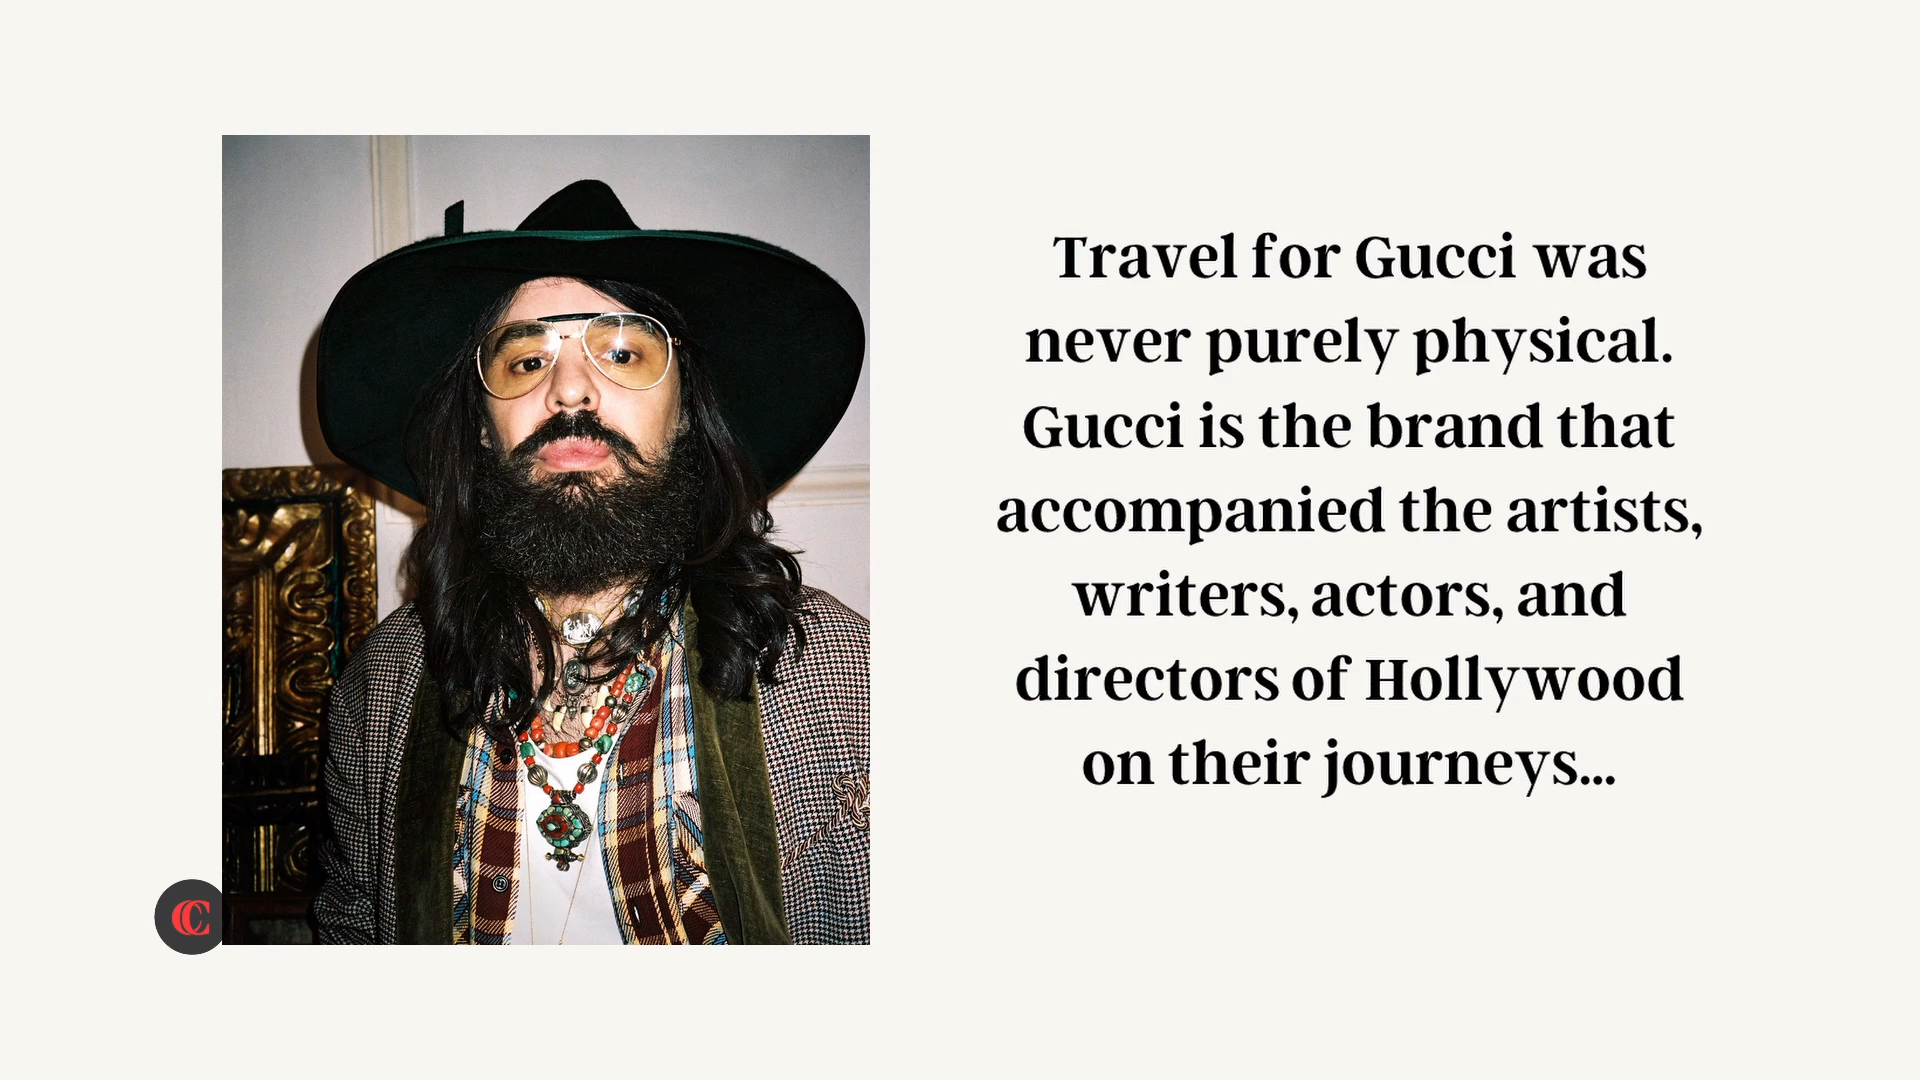 Travel for Gucci was
never purely physical.
Gucci is the brand that
accompanied the artists,
writers, actors, and
directors of Hollywood
on their journeys...
CC